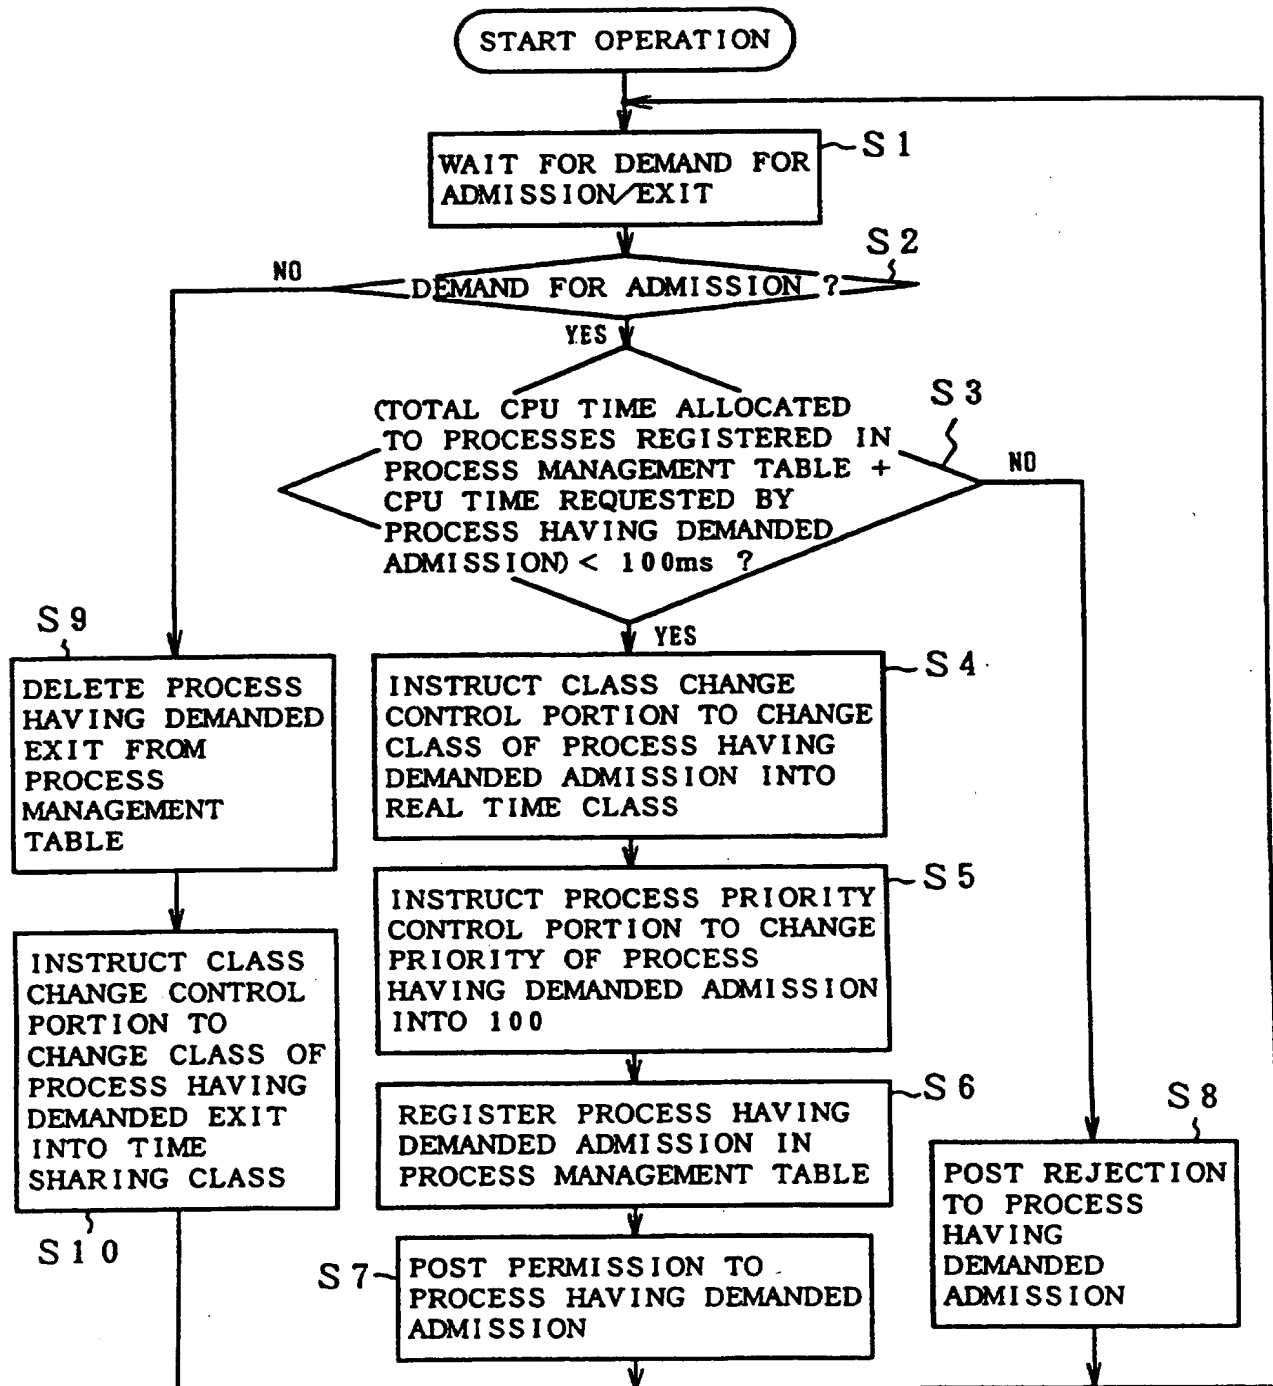 START OPERATION
S1
WAIT FOR DEMAND FOR
ADMISSION/EXIT
S2
NO
DEMAND FOR ADMISSION ?
YES
S3
(TOTAL CPU TIME ALLOCATED
TO PROCESSES REGISTERED IN
PROCESS MANAGEMENT TABLE +
CPU TIME REQUESTED BY
PROCESS HAVING DEMANDED
ADMISSION) < 100ms ?
NO
YES
S4
INSTRUCT CLASS CHANGE
CONTROL PORTION TO CHANGE
CLASS OF PROCESS HAVING
DEMANDED ADMISSION INTO
REAL TIME CLASS
S5
INSTRUCT PROCESS PRIORITY
CONTROL PORTION TO CHANGE
PRIORITY OF PROCESS
HAVING DEMANDED ADMISSION
INTO 100
S6
REGISTER PROCESS HAVING
DEMANDED ADMISSION IN
PROCESS MANAGEMENT TABLE
S7
POST PERMISSION TO
PROCESS HAVING DEMANDED
ADMISSION
S8
POST REJECTION
TO PROCESS
HAVING
DEMANDED
ADMISSION
S9
DELETE PROCESS
HAVING DEMANDED
EXIT FROM
PROCESS
MANAGEMENT
TABLE
INSTRUCT CLASS
CHANGE CONTROL
PORTION TO
CHANGE CLASS OF
PROCESS HAVING
DEMANDED EXIT
INTO TIME
SHARING CLASS
S10